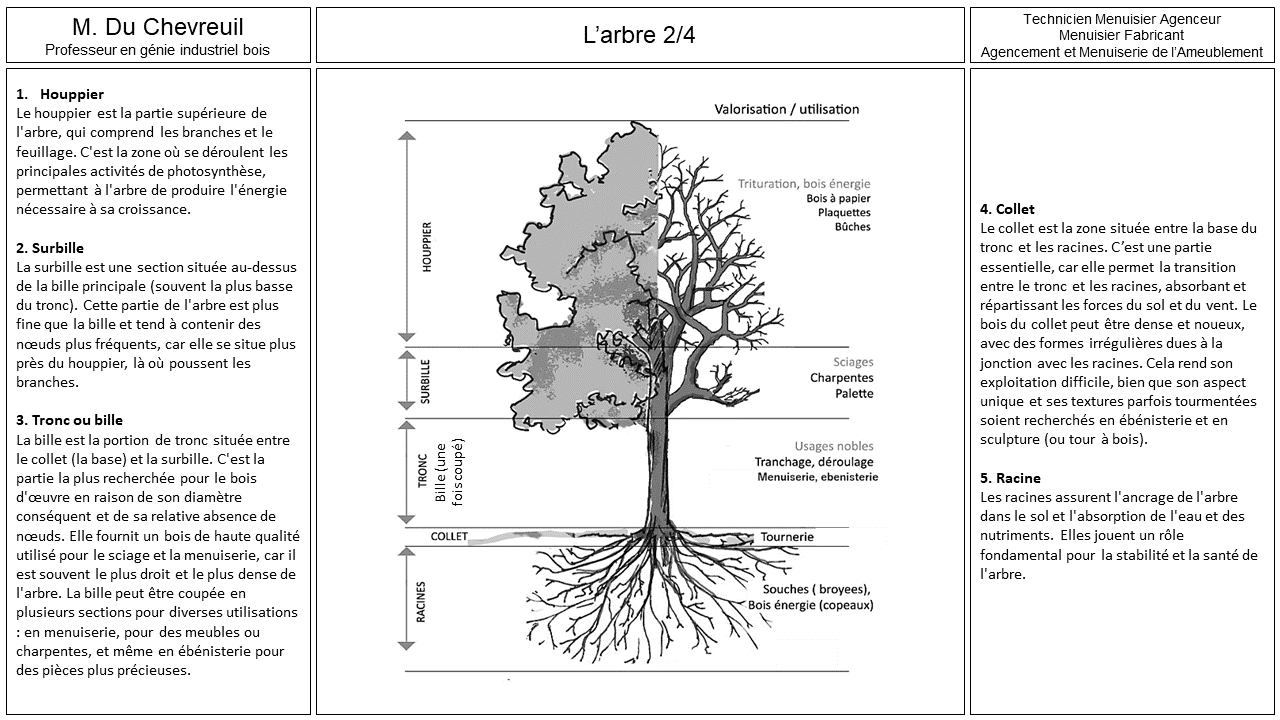 M. Du Chevreuil
Professeur en génie industriel bois
L'arbre 2/4
Technicien Menuisier Agenceur
Menuisier Fabricant
Agencement et Menuiserie de l'Ameublement
1. Houppier
Le houppier est la partie supérieure de
l'arbre, qui comprend les branches et le
feuillage. C'est la zone où se déroulent les
principales activités de photosynthèse,
permettant à l'arbre de produire l'énergie
nécessaire à sa croissance.
2. Surbille
La surbille est une section située au-dessus
de la bille principale (souvent la plus basse
du tronc). Cette partie de l'arbre est plus
fine que la bille et tend à contenir des
nœuds plus fréquents, car elle se situe plus
près du houppier, là où poussent les
branches.
3. Tronc ou bille
La bille est la portion de tronc située entre
le collet (la base) et la surbille. C'est la
partie la plus recherchée pour le bois
d'œuvre en raison de son diamètre
conséquent et de sa relative absence de
nœuds. Elle fournit un bois de haute qualité
utilisé pour le sciage et la menuiserie, car il
est souvent le plus droit et le plus dense de
l'arbre. La bille peut être coupée en
plusieurs sections pour diverses utilisations
: en menuiserie, pour des meubles ou
charpentes, et même en ébénisterie pour
des pièces plus précieuses.
Valorisation / utilisation
HOUPPIER
Trituration, bois énergie
Bois à papier
Plaquettes
Bûches
SURBILLE
Sciages
Charpentes
Palette
TRONC
Bille (une
fois coupé)
Usages nobles
Tranchage, déroulage
Menuiserie, ebenisterie
COLLET
Tournerie
RACINES
Souches ( broyees),
Bois énergie (copeaux)
4. Collet
Le collet est la zone située entre la base du
tronc et les racines. C’est une partie
essentielle, car elle permet la transition
entre le tronc et les racines, absorbant et
répartissant les forces du sol et du vent. Le
bois du collet peut être dense et noueux,
avec des formes irrégulières dues à la
jonction avec les racines. Cela rend son
exploitation difficile, bien que son aspect
unique et ses textures parfois tourmentées
soient recherchés en ébénisterie et en
sculpture (ou tour à bois).
5. Racine
Les racines assurent l'ancrage de l'arbre
dans le sol et l'absorption de l'eau et des
nutriments. Elles jouent un rôle
fondamental pour la stabilité et la santé de
l'arbre.